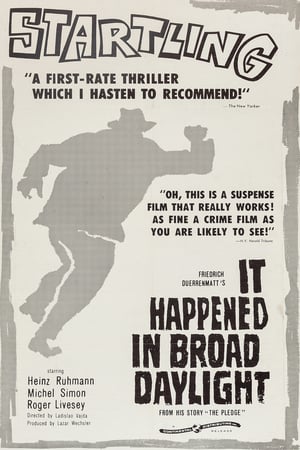 STARTLING
"A FIRST-RATE THRILLER
WHICH I HASTEN TO RECOMMEND!"
—The New Yorker
"OH, THIS IS A SUSPENSE
FILM THAT REALLY WORKS!
AS FINE A CRIME FILM AS
YOU ARE LIKELY TO SEE!"
—N.Y. Herald Tribune
FRIEDRICH
DUERRENMATT'S
IT
HAPPENED
IN BROAD
DAYLIGHT
FROM HIS STORY "THE PLEDGE"
starring
Heinz Ruhmann
Michel Simon
Roger Livesey
Directed by Ladislao Vajda
Produced by Lazar Wechsler
CONTINENTAL
RELEASE